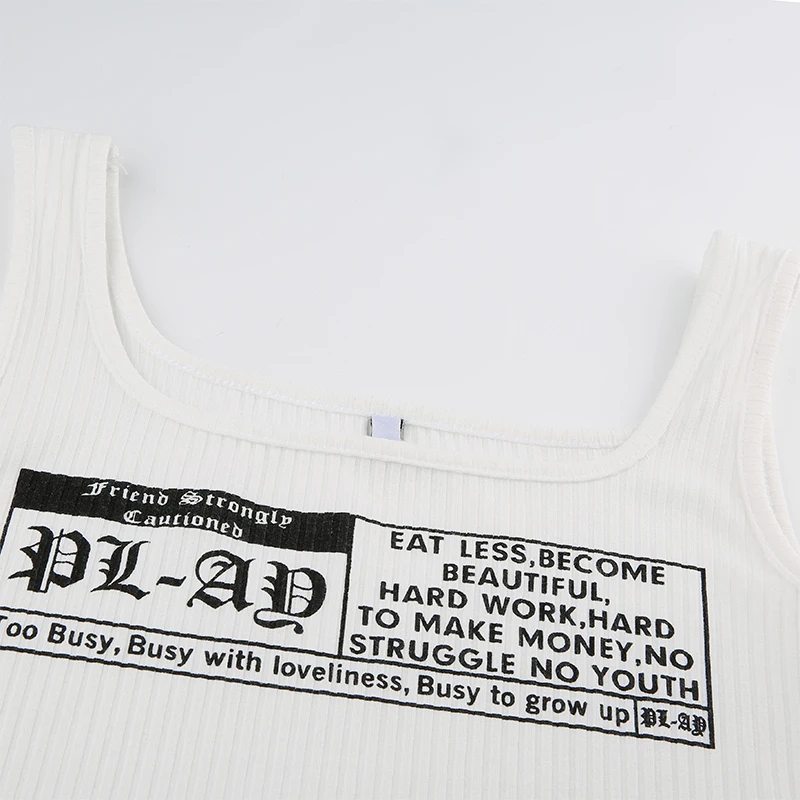 Friend Strongly
Cautioned
PL-AY
EAT LESS,BECOME
BEAUTIFUL,
HARD WORK,HARD
TO MAKE MONEY,NO
STRUGGLE NO YOUTH
Too Busy,Busy with loveliness, Busy to grow up
PL-AY